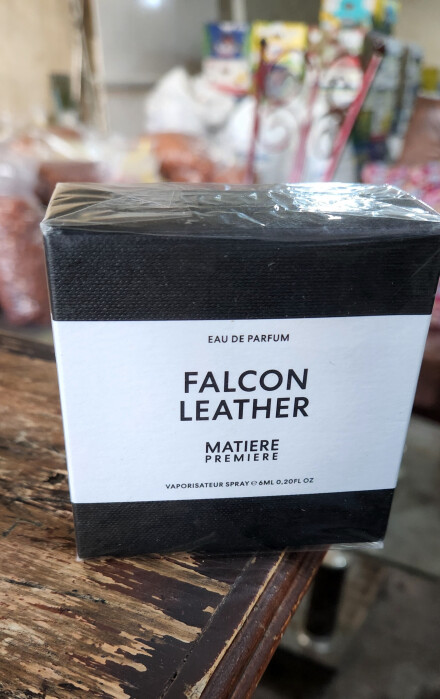 EAU DE PARFUM
FALCON
LEATHER
MATIERE
PREMIERE
VAPORISATEUR SPRAY ℮ 6ML 0,20FL OZ